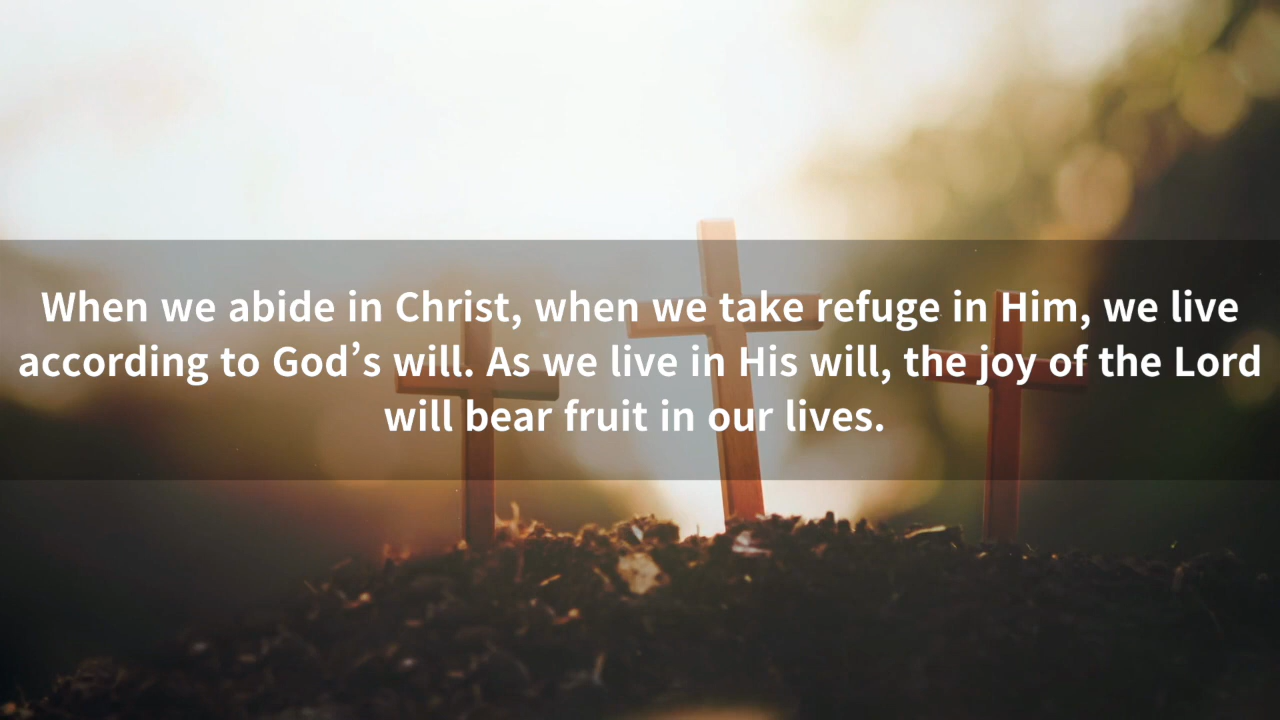 When we abide in Christ, when we take refuge in Him, we live
according to God’s will. As we live in His will, the joy of the Lord
will bear fruit in our lives.